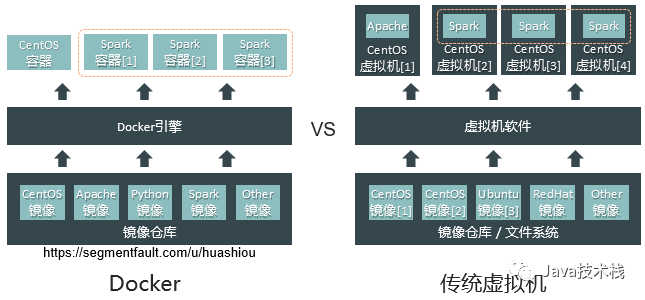 CentOS
容器
Spark
容器[1]
Spark
容器[2]
Spark
容器[3]
Docker引擎
CentOS
镜像
Apache
镜像
Python
镜像
Spark
镜像
Other
镜像
镜像仓库
https://segmentfault.com/u/huashiou
Docker
VS
Apache
CentOS
虚拟机[1]
Spark
CentOS
虚拟机[2]
Spark
CentOS
虚拟机[3]
Spark
CentOS
虚拟机[4]
虚拟机软件
CentOS
镜像[1]
CentOS
镜像[2]
Ubuntu
镜像[3]
RedHat
镜像
Other
镜像
镜像仓库 / 文件系统
传统虚拟机
Java技术栈